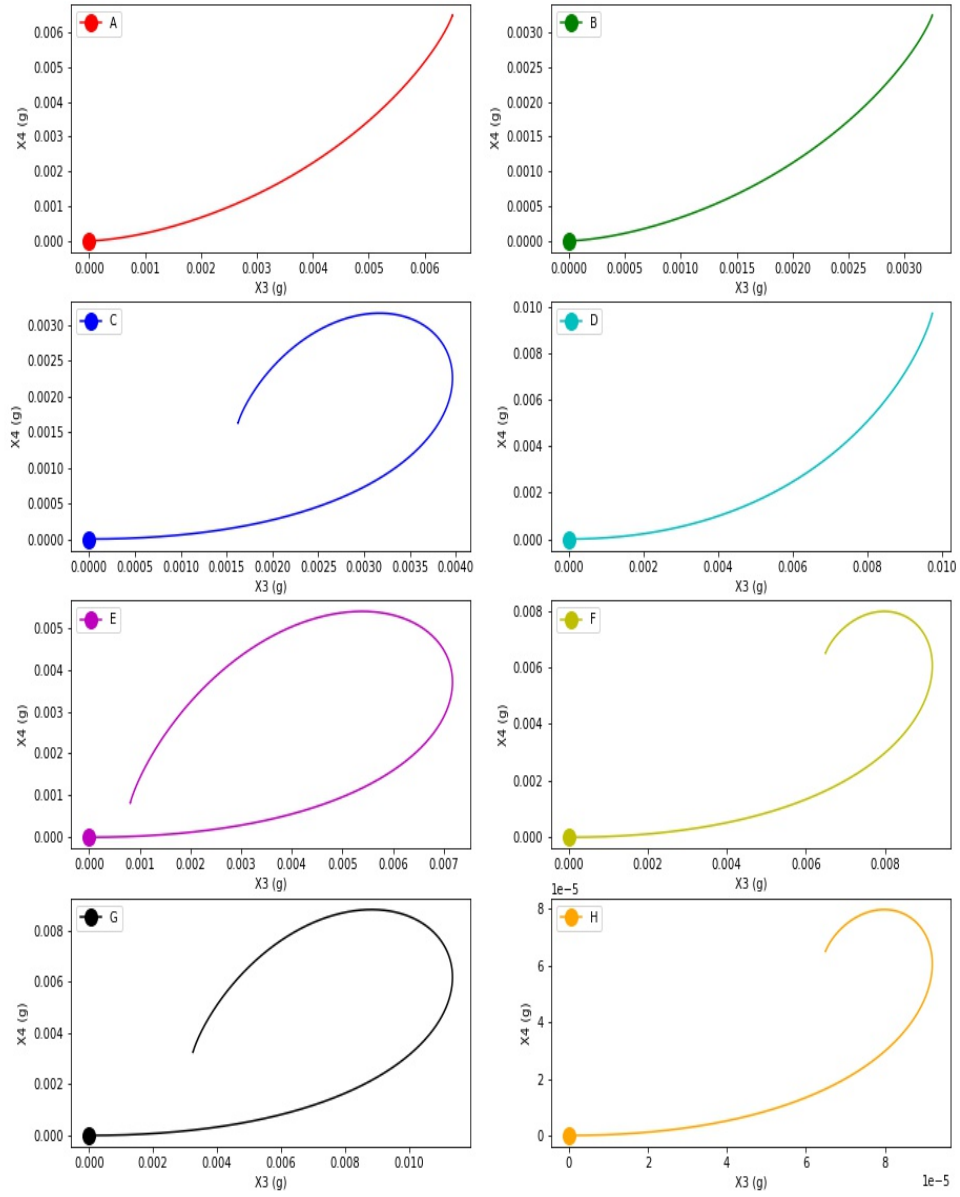 A
X4 (g)
0.006
0.005
0.004
0.003
0.002
0.001
0.000
0.000 0.001 0.002 0.003 0.004 0.005 0.006
X3 (g)
B
X4 (g)
0.0030
0.0025
0.0020
0.0015
0.0010
0.0005
0.0000
0.0000 0.0005 0.0010 0.0015 0.0020 0.0025 0.0030
X3 (g)
C
X4 (g)
0.0030
0.0025
0.0020
0.0015
0.0010
0.0005
0.0000
0.0000 0.0005 0.0010 0.0015 0.0020 0.0025 0.0030 0.0035 0.0040
X3 (g)
D
X4 (g)
0.010
0.008
0.006
0.004
0.002
0.000
0.000 0.002 0.004 0.006 0.008 0.010
X3 (g)
E
X4 (g)
0.005
0.004
0.003
0.002
0.001
0.000
0.000 0.001 0.002 0.003 0.004 0.005 0.006 0.007
X3 (g)
F
X4 (g)
0.008
0.006
0.004
0.002
0.000
0.000 0.002 0.004 0.006 0.008
X3 (g)
G
X4 (g)
0.008
0.006
0.004
0.002
0.000
0.000 0.002 0.004 0.006 0.008 0.010
X3 (g)
1e-5
H
X4 (g)
8
6
4
2
0
0 2 4 6 8
X3 (g)
1e-5